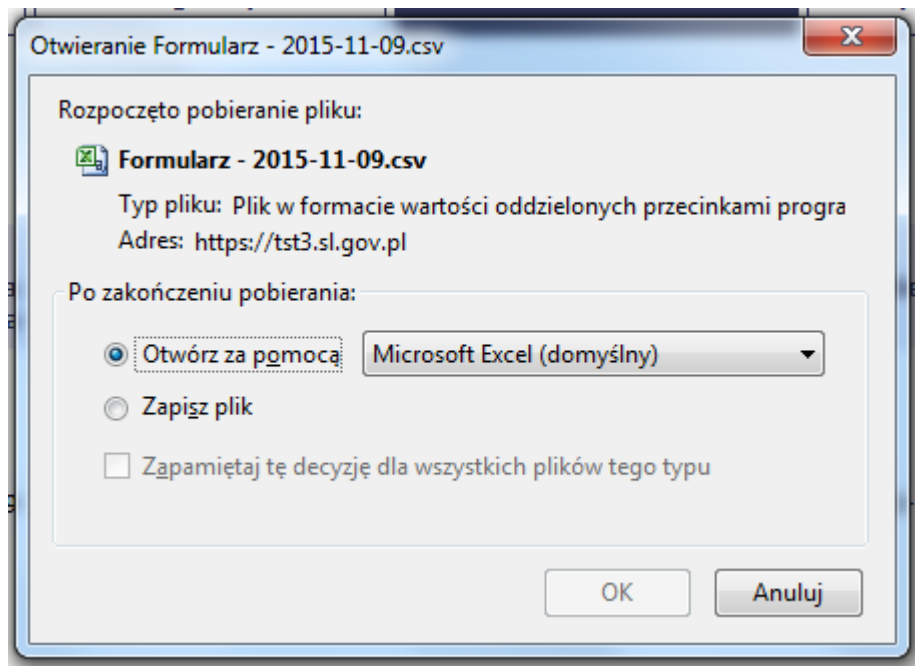 Otwieranie Formularz - 2015-11-09.csv
Rozpoczęto pobieranie pliku:
Formularz - 2015-11-09.csv
Typ pliku: Plik w formacie wartości oddzielonych przecinkami progra
Adres: https://tst3.sl.gov.pl
Po zakończeniu pobierania:
Otwórz za pomocą Microsoft Excel (domyślny)
Zapisz plik
Zapamiętaj tę decyzję dla wszystkich plików tego typu
OK Anuluj